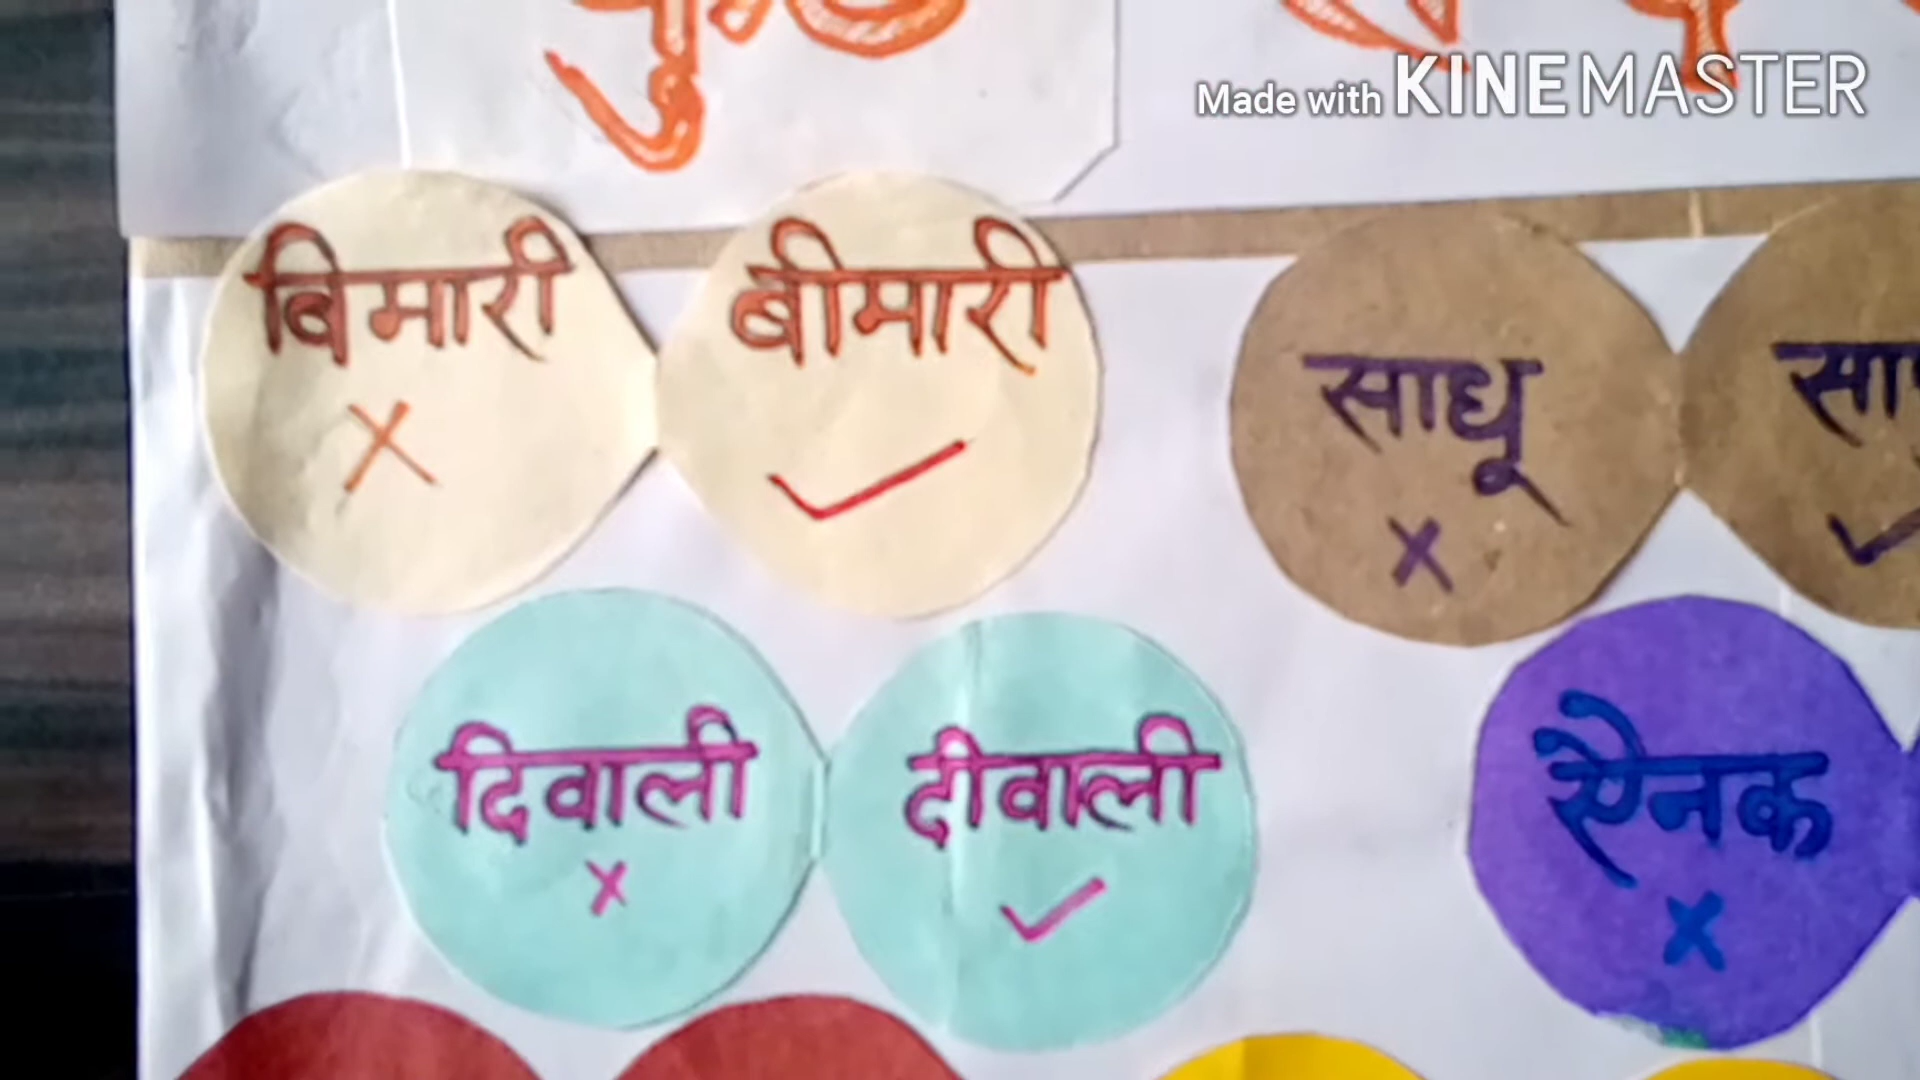 Made with KINEMASTER
बिमारी
×
बीमारी
✓
साधू
×
✓
दिवाली
×
दीवाली
✓
ऐनक
×